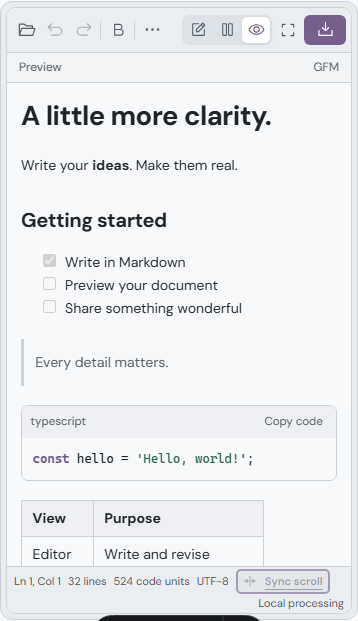 B
Preview GFM
A little more clarity.
Write your ideas. Make them real.
Getting started
Write in Markdown
Preview your document
Share something wonderful
Every detail matters.
typescript Copy code
const hello = 'Hello, world!';
View Purpose
Editor Write and revise
Ln 1, Col 1 32 lines 524 code units UTF-8 Sync scroll
Local processing